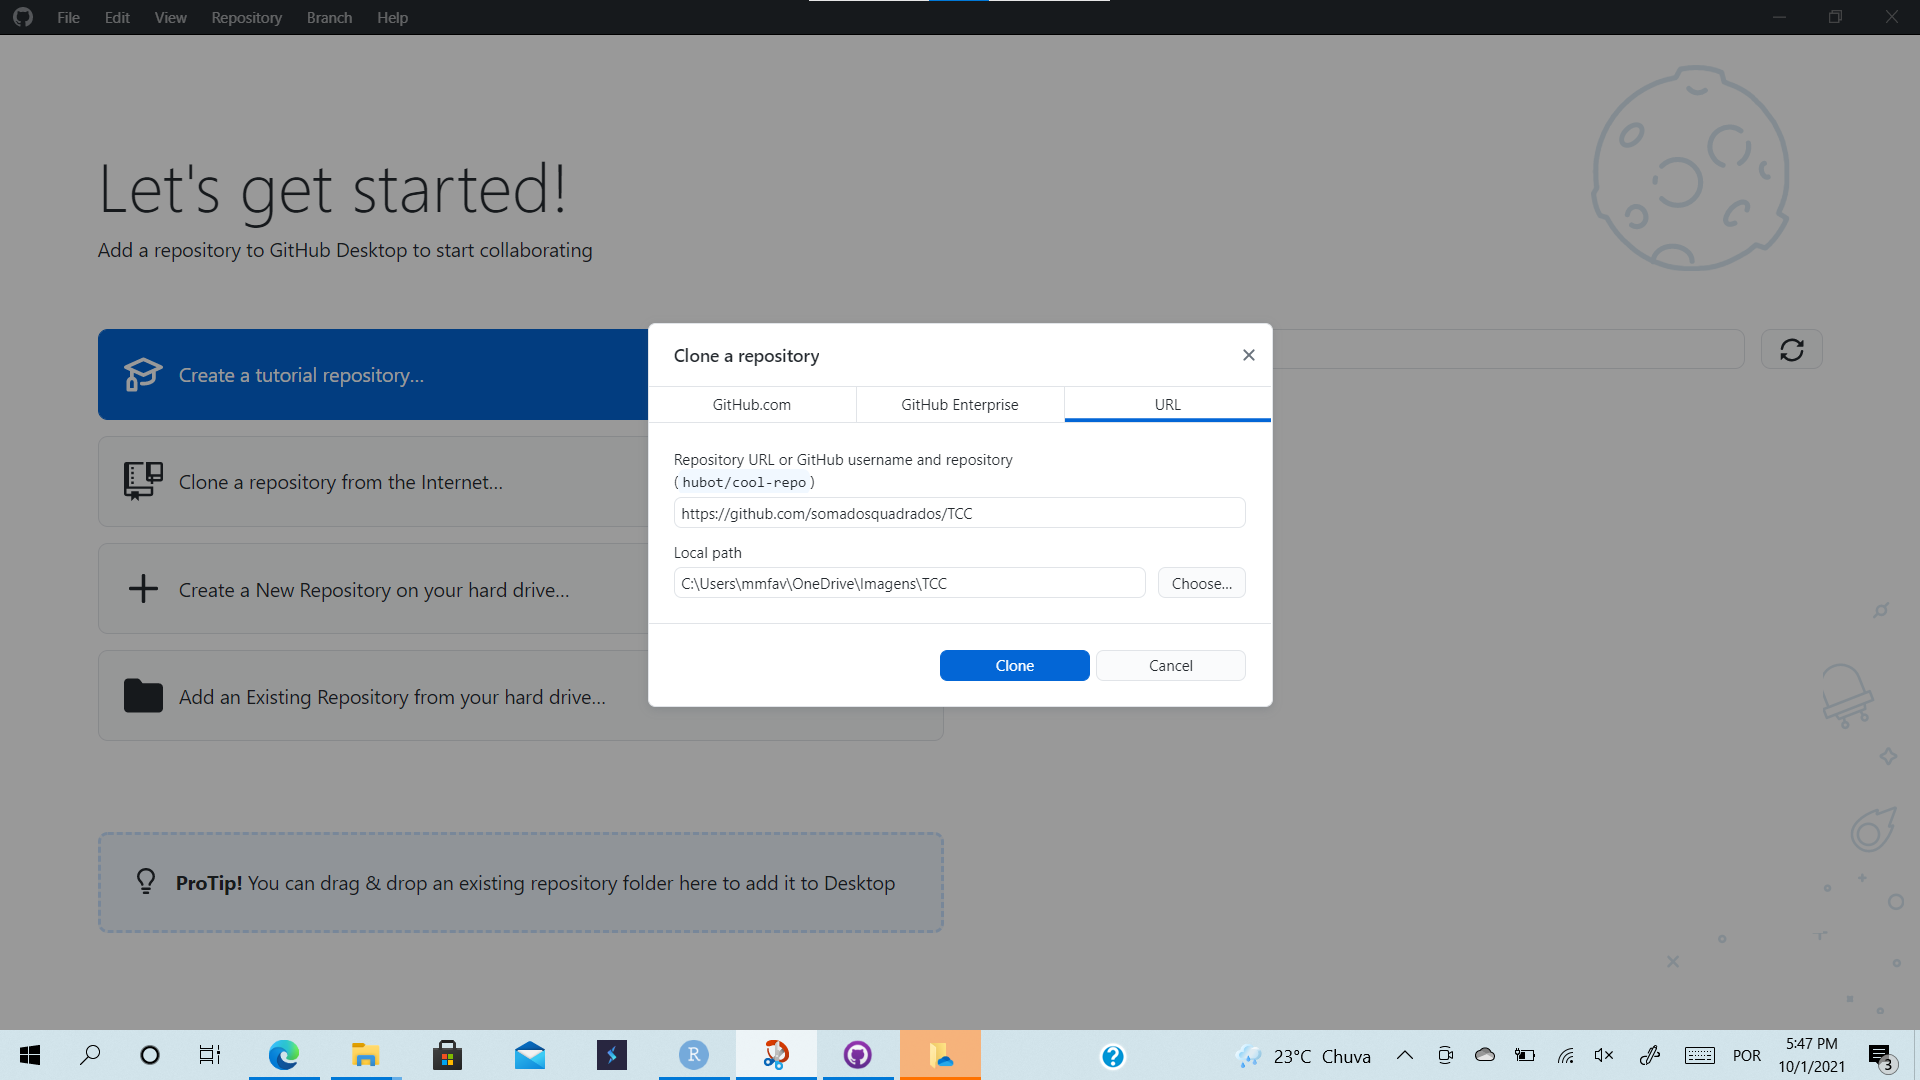 File Edit View Repository Branch Help
Let's get started!
Add a repository to GitHub Desktop to start collaborating
Create a tutorial repository...
Clone a repository from the Internet...
Create a New Repository on your hard drive...
Add an Existing Repository from your hard drive...
ProTip! You can drag & drop an existing repository folder here to add it to Desktop
Clone a repository
GitHub.com GitHub Enterprise URL
Repository URL or GitHub username and repository
(hubot/cool-repo)
https://github.com/somadosquadrados/TCC
Local path
C:\Users\mmfav\OneDrive\Imagens\TCC Choose...
Clone Cancel
R ? 23°C Chuva POR 5:47 PM
10/1/2021 3